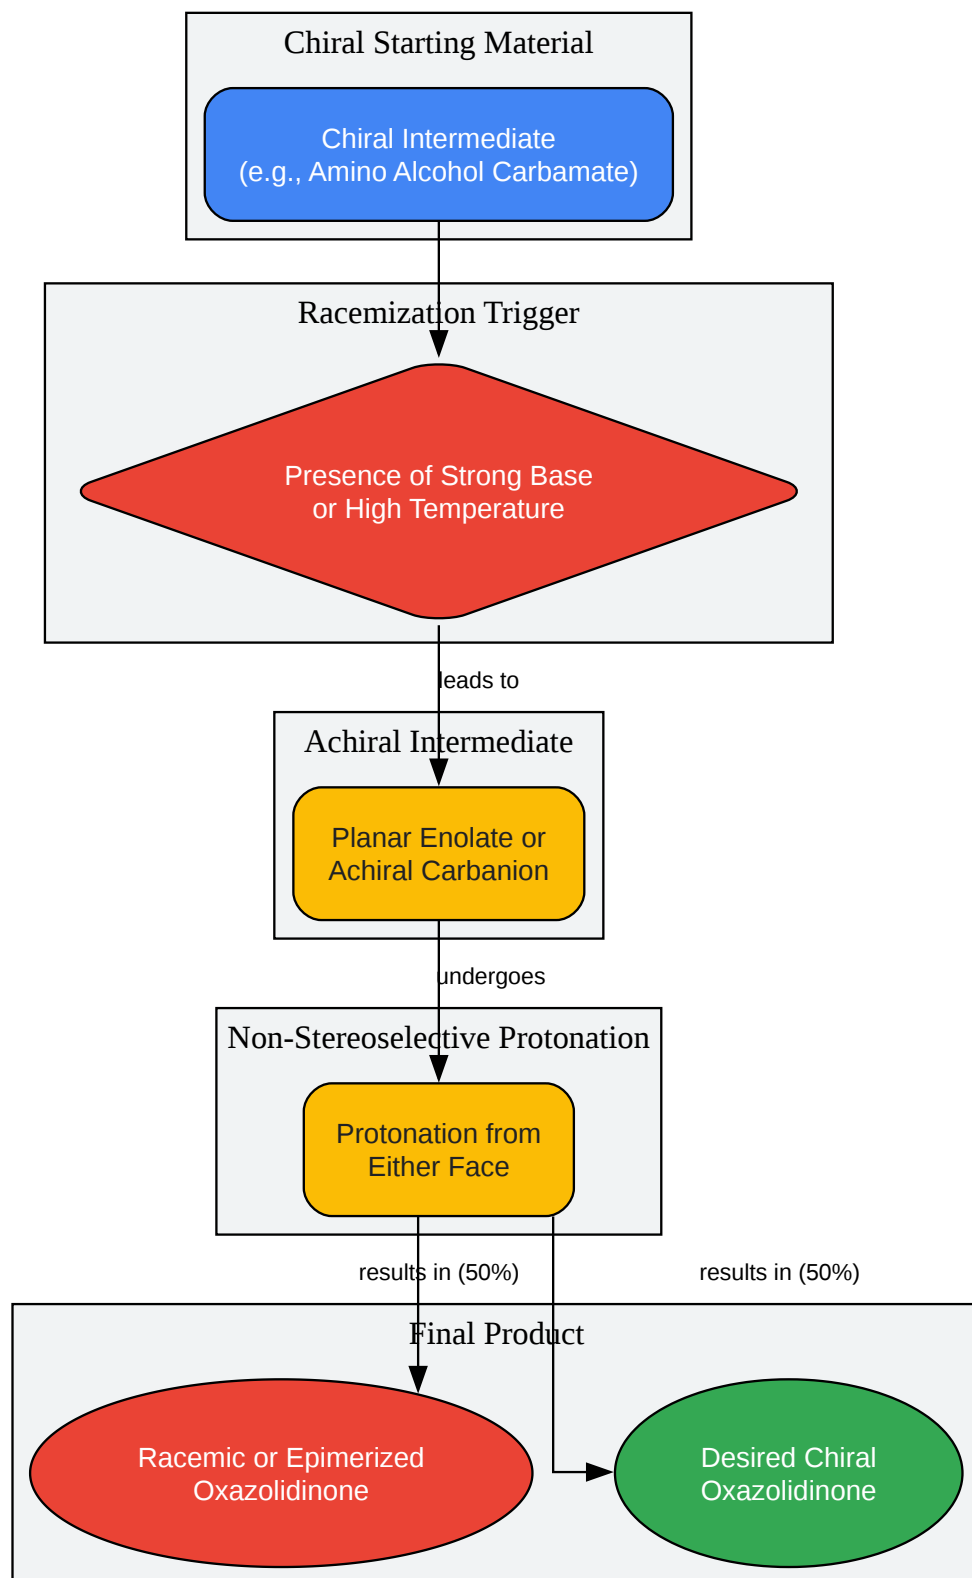 Chiral Starting Material
Chiral Intermediate
(e.g., Amino Alcohol Carbamate)
Racemization Trigger
Presence of Strong Base
or High Temperature
leads to
Achiral Intermediate
Planar Enolate or
Achiral Carbanion
undergoes
Non-Stereoselective Protonation
Protonation from
Either Face
results in (50%)
results in (50%)
Final Product
Racemic or Epimerized
Oxazolidinone
Desired Chiral
Oxazolidinone